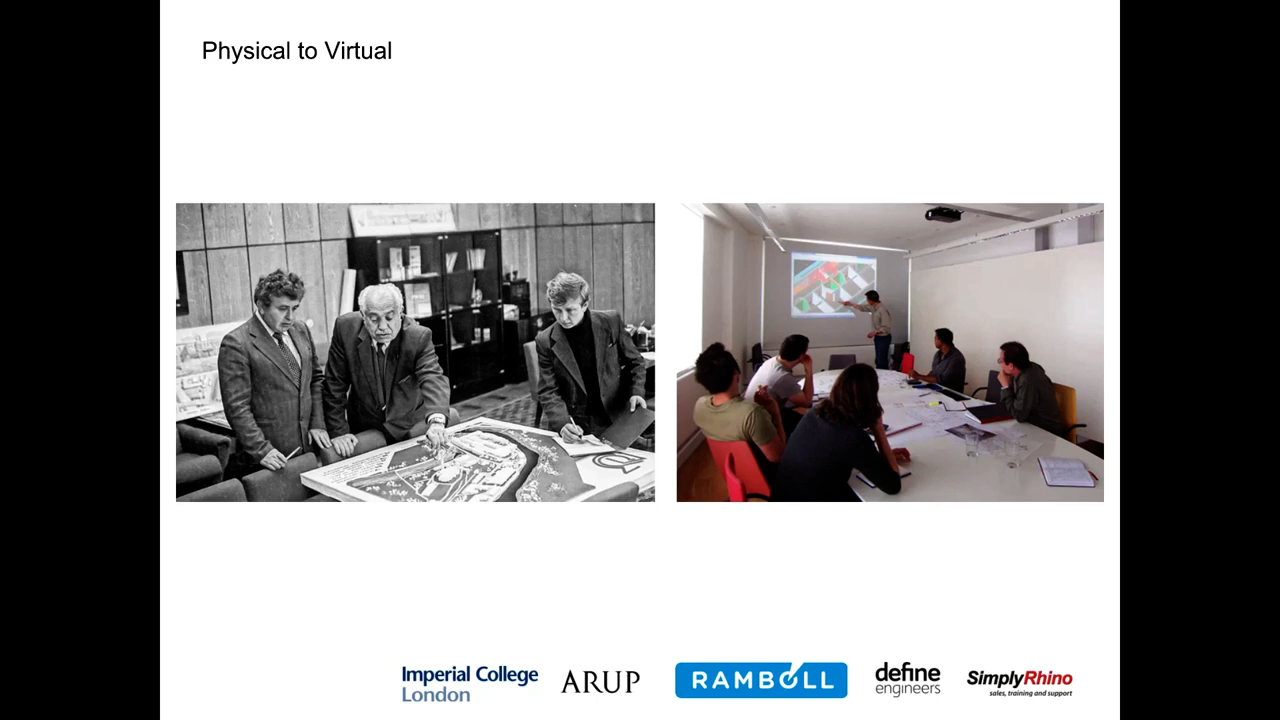 Physical to Virtual
Imperial College
London
ARUP
RAMBOLL
define
engineers
SimplyRhino
sales, training and support